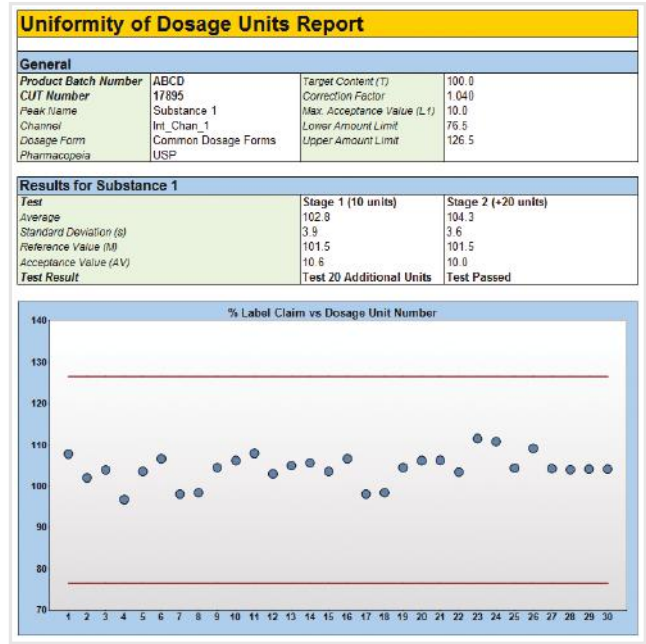 Uniformity of Dosage Units Report
General
Product Batch Number ABCD Target Content (T) 100.0
CUT Number 17895 Correction Factor 1.040
Peak Name Substance 1 Max. Acceptance Value (L1) 10.0
Channel Int_Chan_1 Lower Amount Limit 76.5
Dosage Form Common Dosage Forms Upper Amount Limit 126.5
Pharmacopeia USP
Results for Substance 1
Test Stage 1 (10 units) Stage 2 (+20 units)
Average 102.8 104.3
Standard Deviation (s) 3.9 3.6
Reference Value (M) 101.5 101.5
Acceptance Value (AV) 10.6 10.0
Test Result Test 20 Additional Units Test Passed
% Label Claim vs Dosage Unit Number
140
130
120
110
100
90
80
70
1 2 3 4 5 6 7 8 9 10 11 12 13 14 15 16 17 18 19 20 21 22 23 24 25 26 27 28 29 30